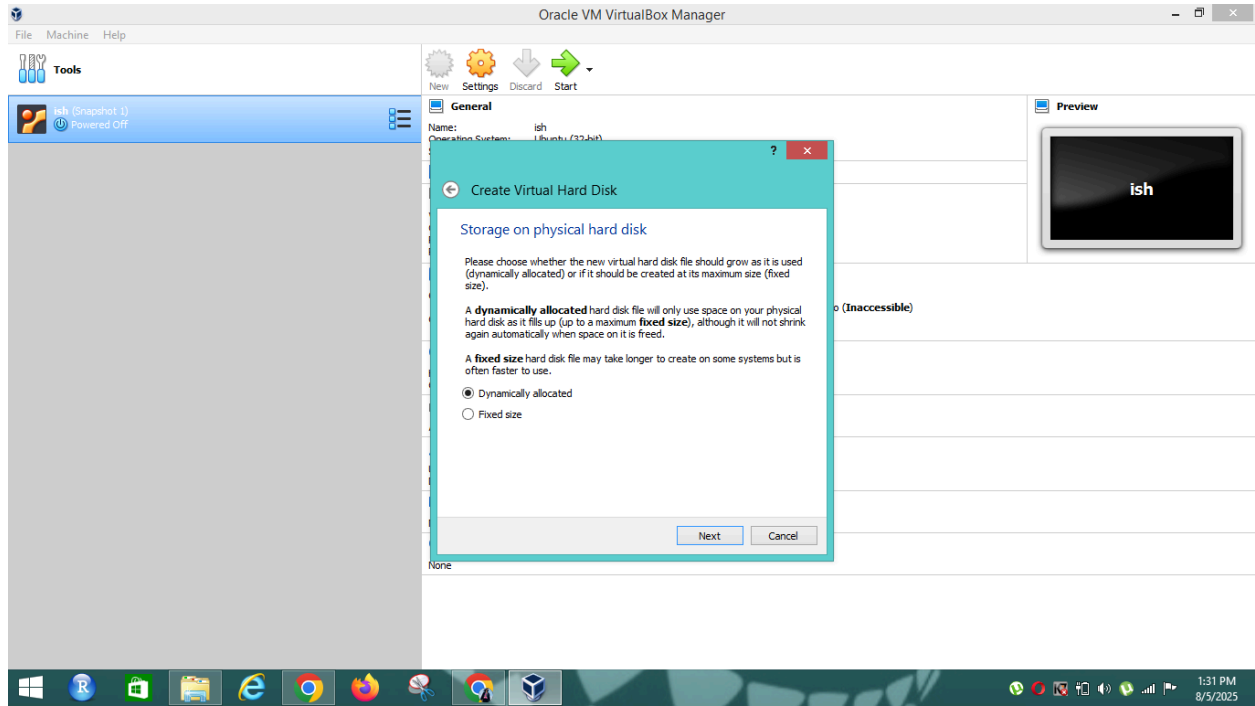 Oracle VM VirtualBox Manager
File Machine Help
Tools
New Settings Discard Start
ish (Snapshot 1)
Powered Off
General
Name: ish
Operating System: Ubuntu (32-bit)
Preview
ish
?
Create Virtual Hard Disk
Storage on physical hard disk
Please choose whether the new virtual hard disk file should grow as it is used
(dynamically allocated) or if it should be created at its maximum size (fixed
size).
A dynamically allocated hard disk file will only use space on your physical
hard disk as it fills up (up to a maximum fixed size), although it will not shrink
again automatically when space on it is freed.
A fixed size hard disk file may take longer to create on some systems but is
often faster to use.
Dynamically allocated
Fixed size
Next Cancel
o (Inaccessible)
None
1:31 PM
8/5/2025